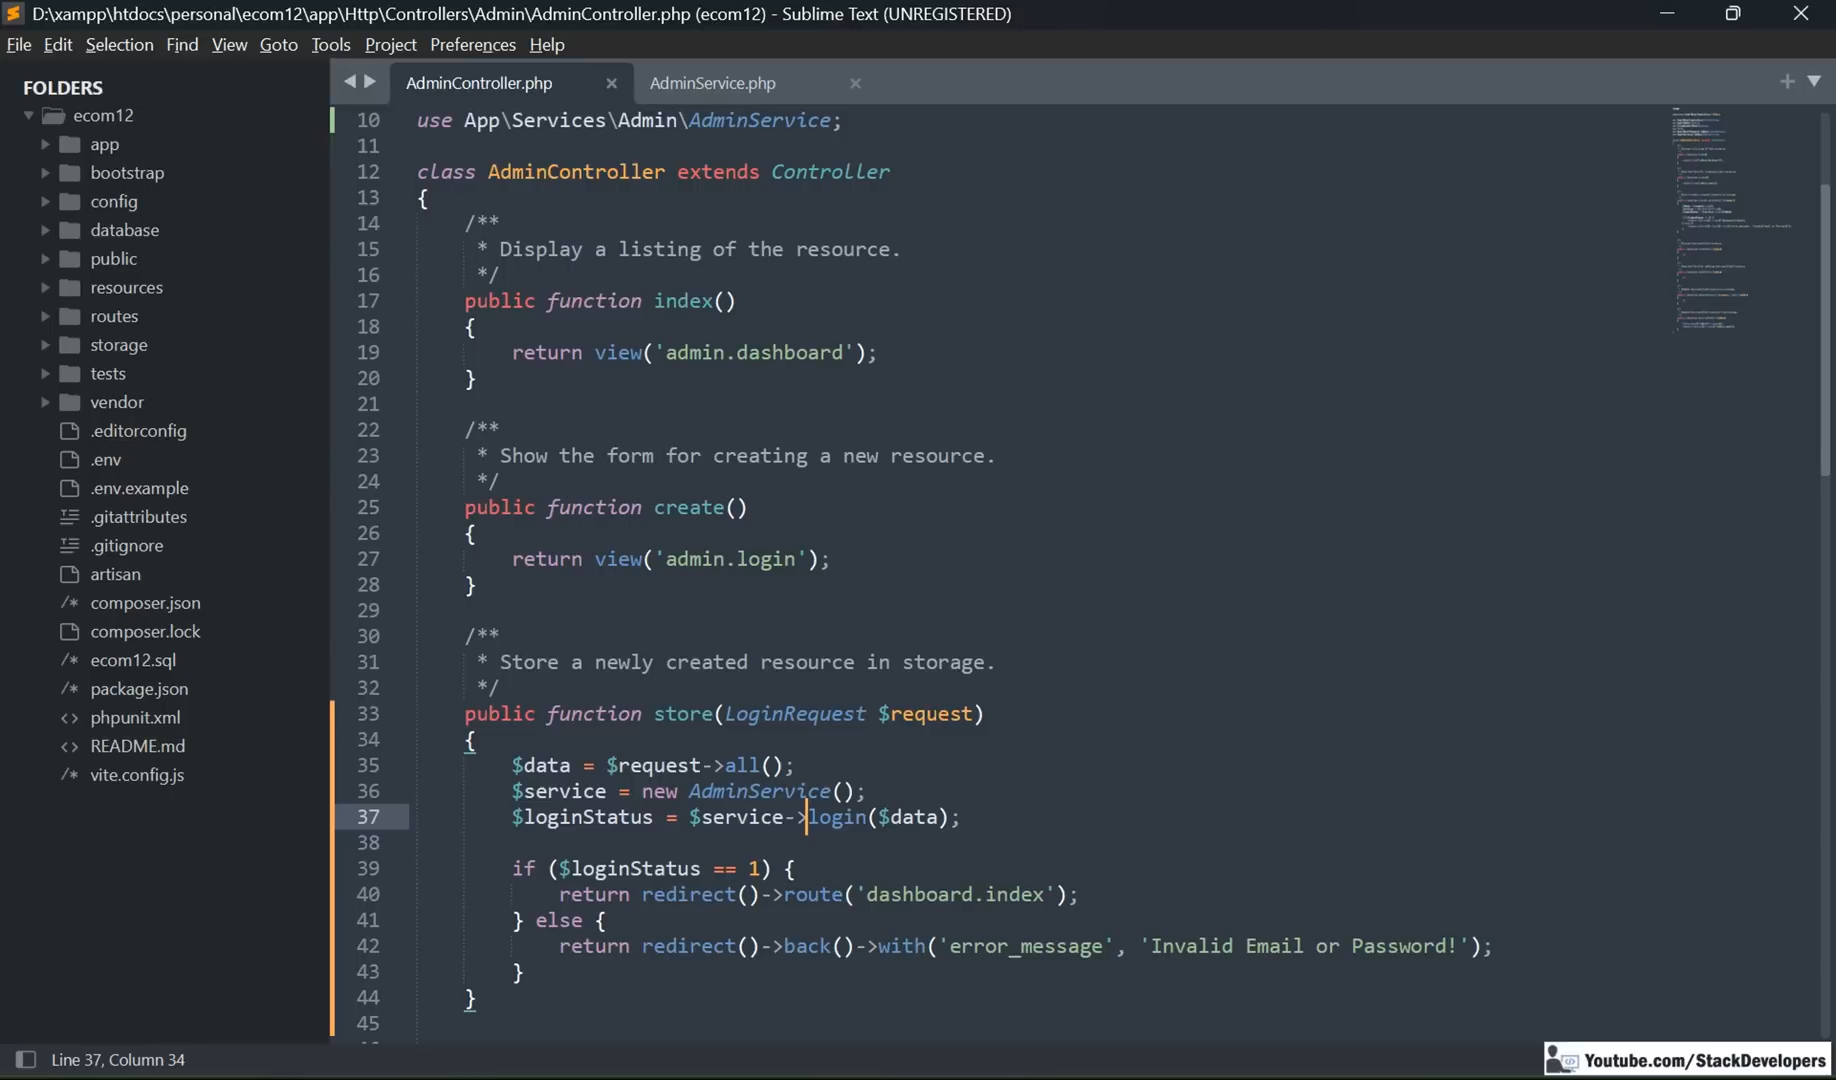 D:\xampp\htdocs\personal\ecom12\app\Http\Controllers\Admin\AdminController.php (ecom12) - Sublime Text (UNREGISTERED)
File Edit Selection Find View Goto Tools Project Preferences Help
FOLDERS
ecom12
app
bootstrap
config
database
public
resources
routes
storage
tests
vendor
.editorconfig
.env
.env.example
.gitattributes
.gitignore
artisan
/* composer.json
composer.lock
/* ecom12.sql
/* package.json
<> phpunit.xml
<> README.md
/* vite.config.js
AdminController.php × AdminService.php ×
10 use App\Services\Admin\AdminService;
11
12 class AdminController extends Controller
13 {
14 /**
15 * Display a listing of the resource.
16 */
17 public function index()
18 {
19 return view('admin.dashboard');
20 }
21
22 /**
23 * Show the form for creating a new resource.
24 */
25 public function create()
26 {
27 return view('admin.login');
28 }
29
30 /**
31 * Store a newly created resource in storage.
32 */
33 public function store(LoginRequest $request)
34 {
35 $data = $request->all();
36 $service = new AdminService();
37 $loginStatus = $service->login($data);
38
39 if ($loginStatus == 1) {
40 return redirect()->route('dashboard.index');
41 } else {
42 return redirect()->back()->with('error_message', 'Invalid Email or Password!');
43 }
44 }
45
Line 37, Column 34
Youtube.com/StackDevelopers